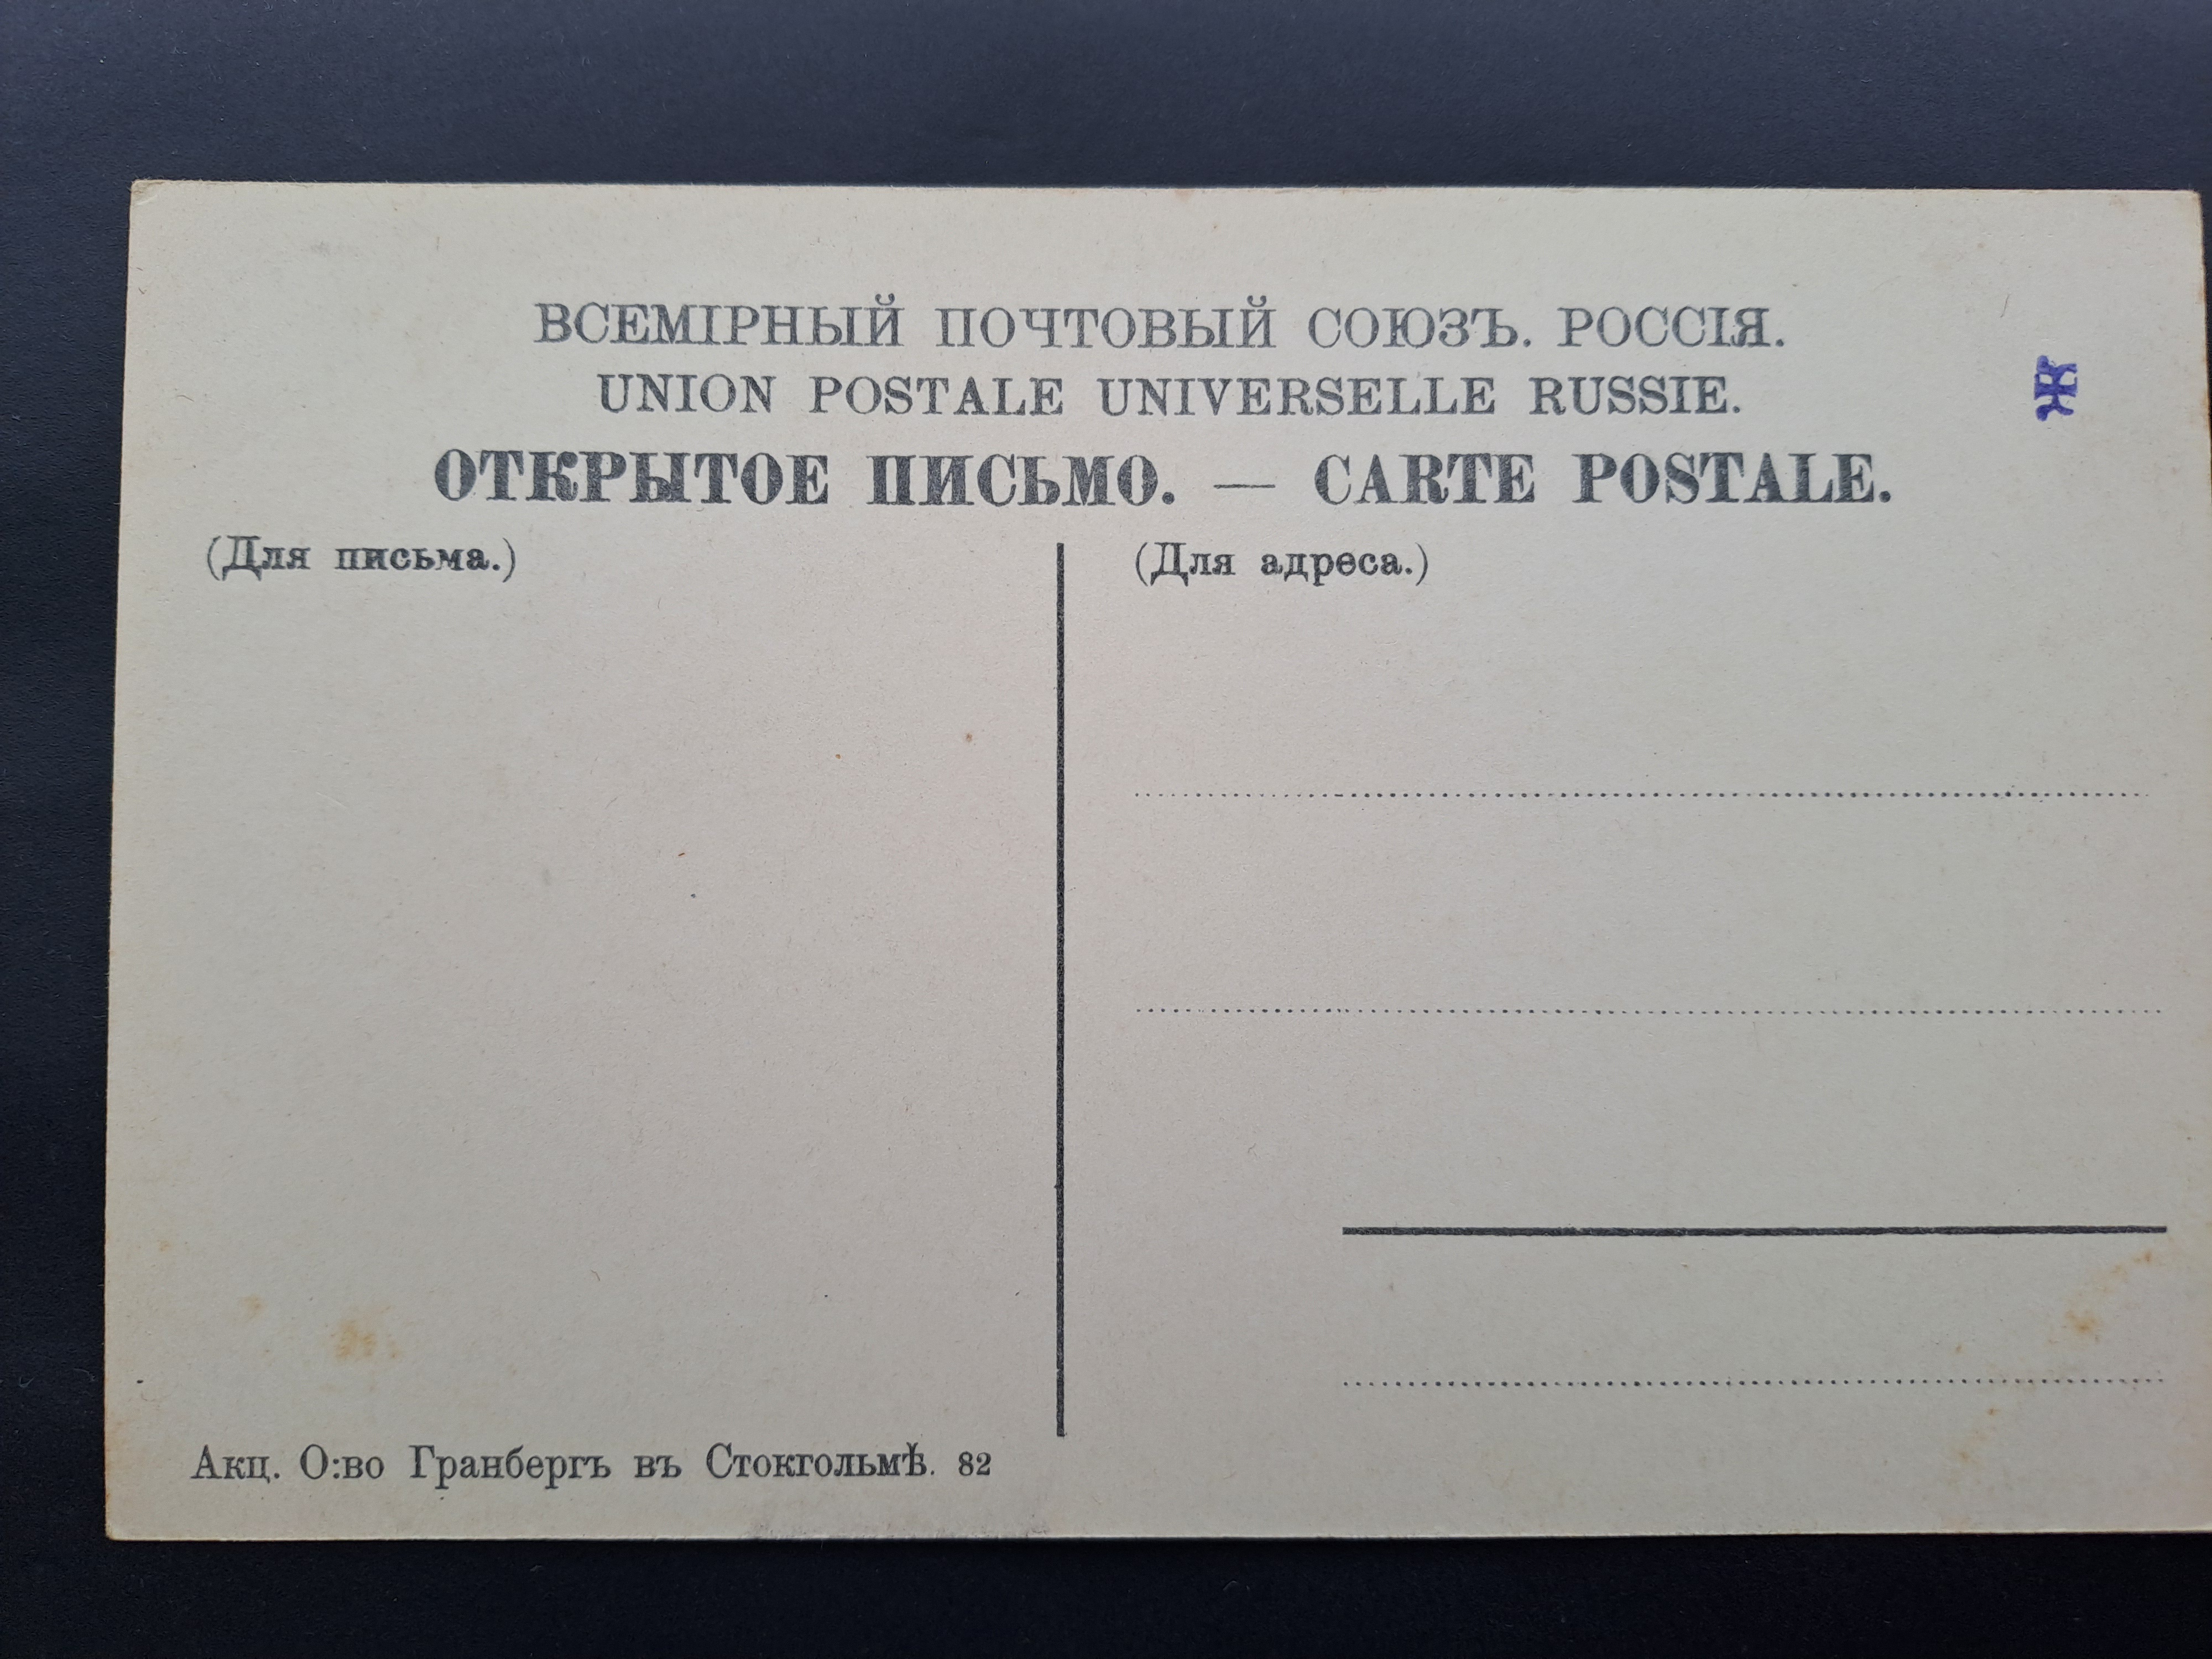 ВСЕМІРНЫЙ ПОЧТОВЫЙ СОЮЗЪ. РОССІЯ.
UNION POSTALE UNIVERSELLE RUSSIE.
ОТКРЫТОЕ ПИСЬМО. — CARTE POSTALE.
(Для письма.)
(Для адреса.)
Акц. О:во Гранбергъ въ Стокгольмѣ. 82